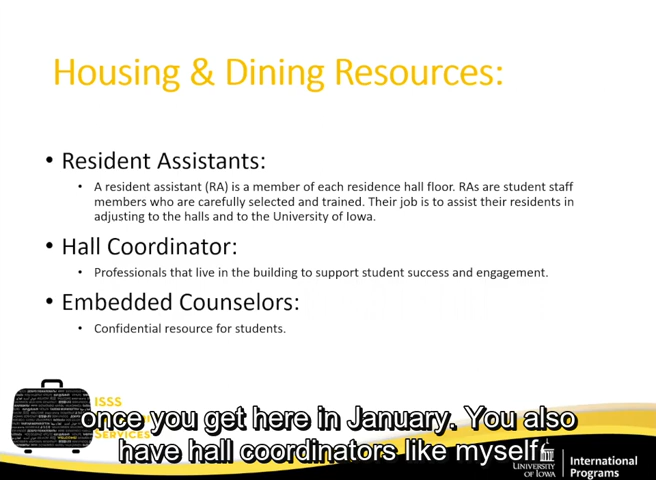 Housing & Dining Resources:
• Resident Assistants:
• A resident assistant (RA) is a member of each residence hall floor. RAs are student staff
members who are carefully selected and trained. Their job is to assist their residents in
adjusting to the halls and to the University of Iowa.
• Hall Coordinator:
• Professionals that live in the building to support student success and engagement.
• Embedded Counselors:
• Confidential resource for students.
ISSS
SERVICES
once you get here in January. You also
have hall coordinators like myself
UNIVERSITY
OF IOWA
International
Programs